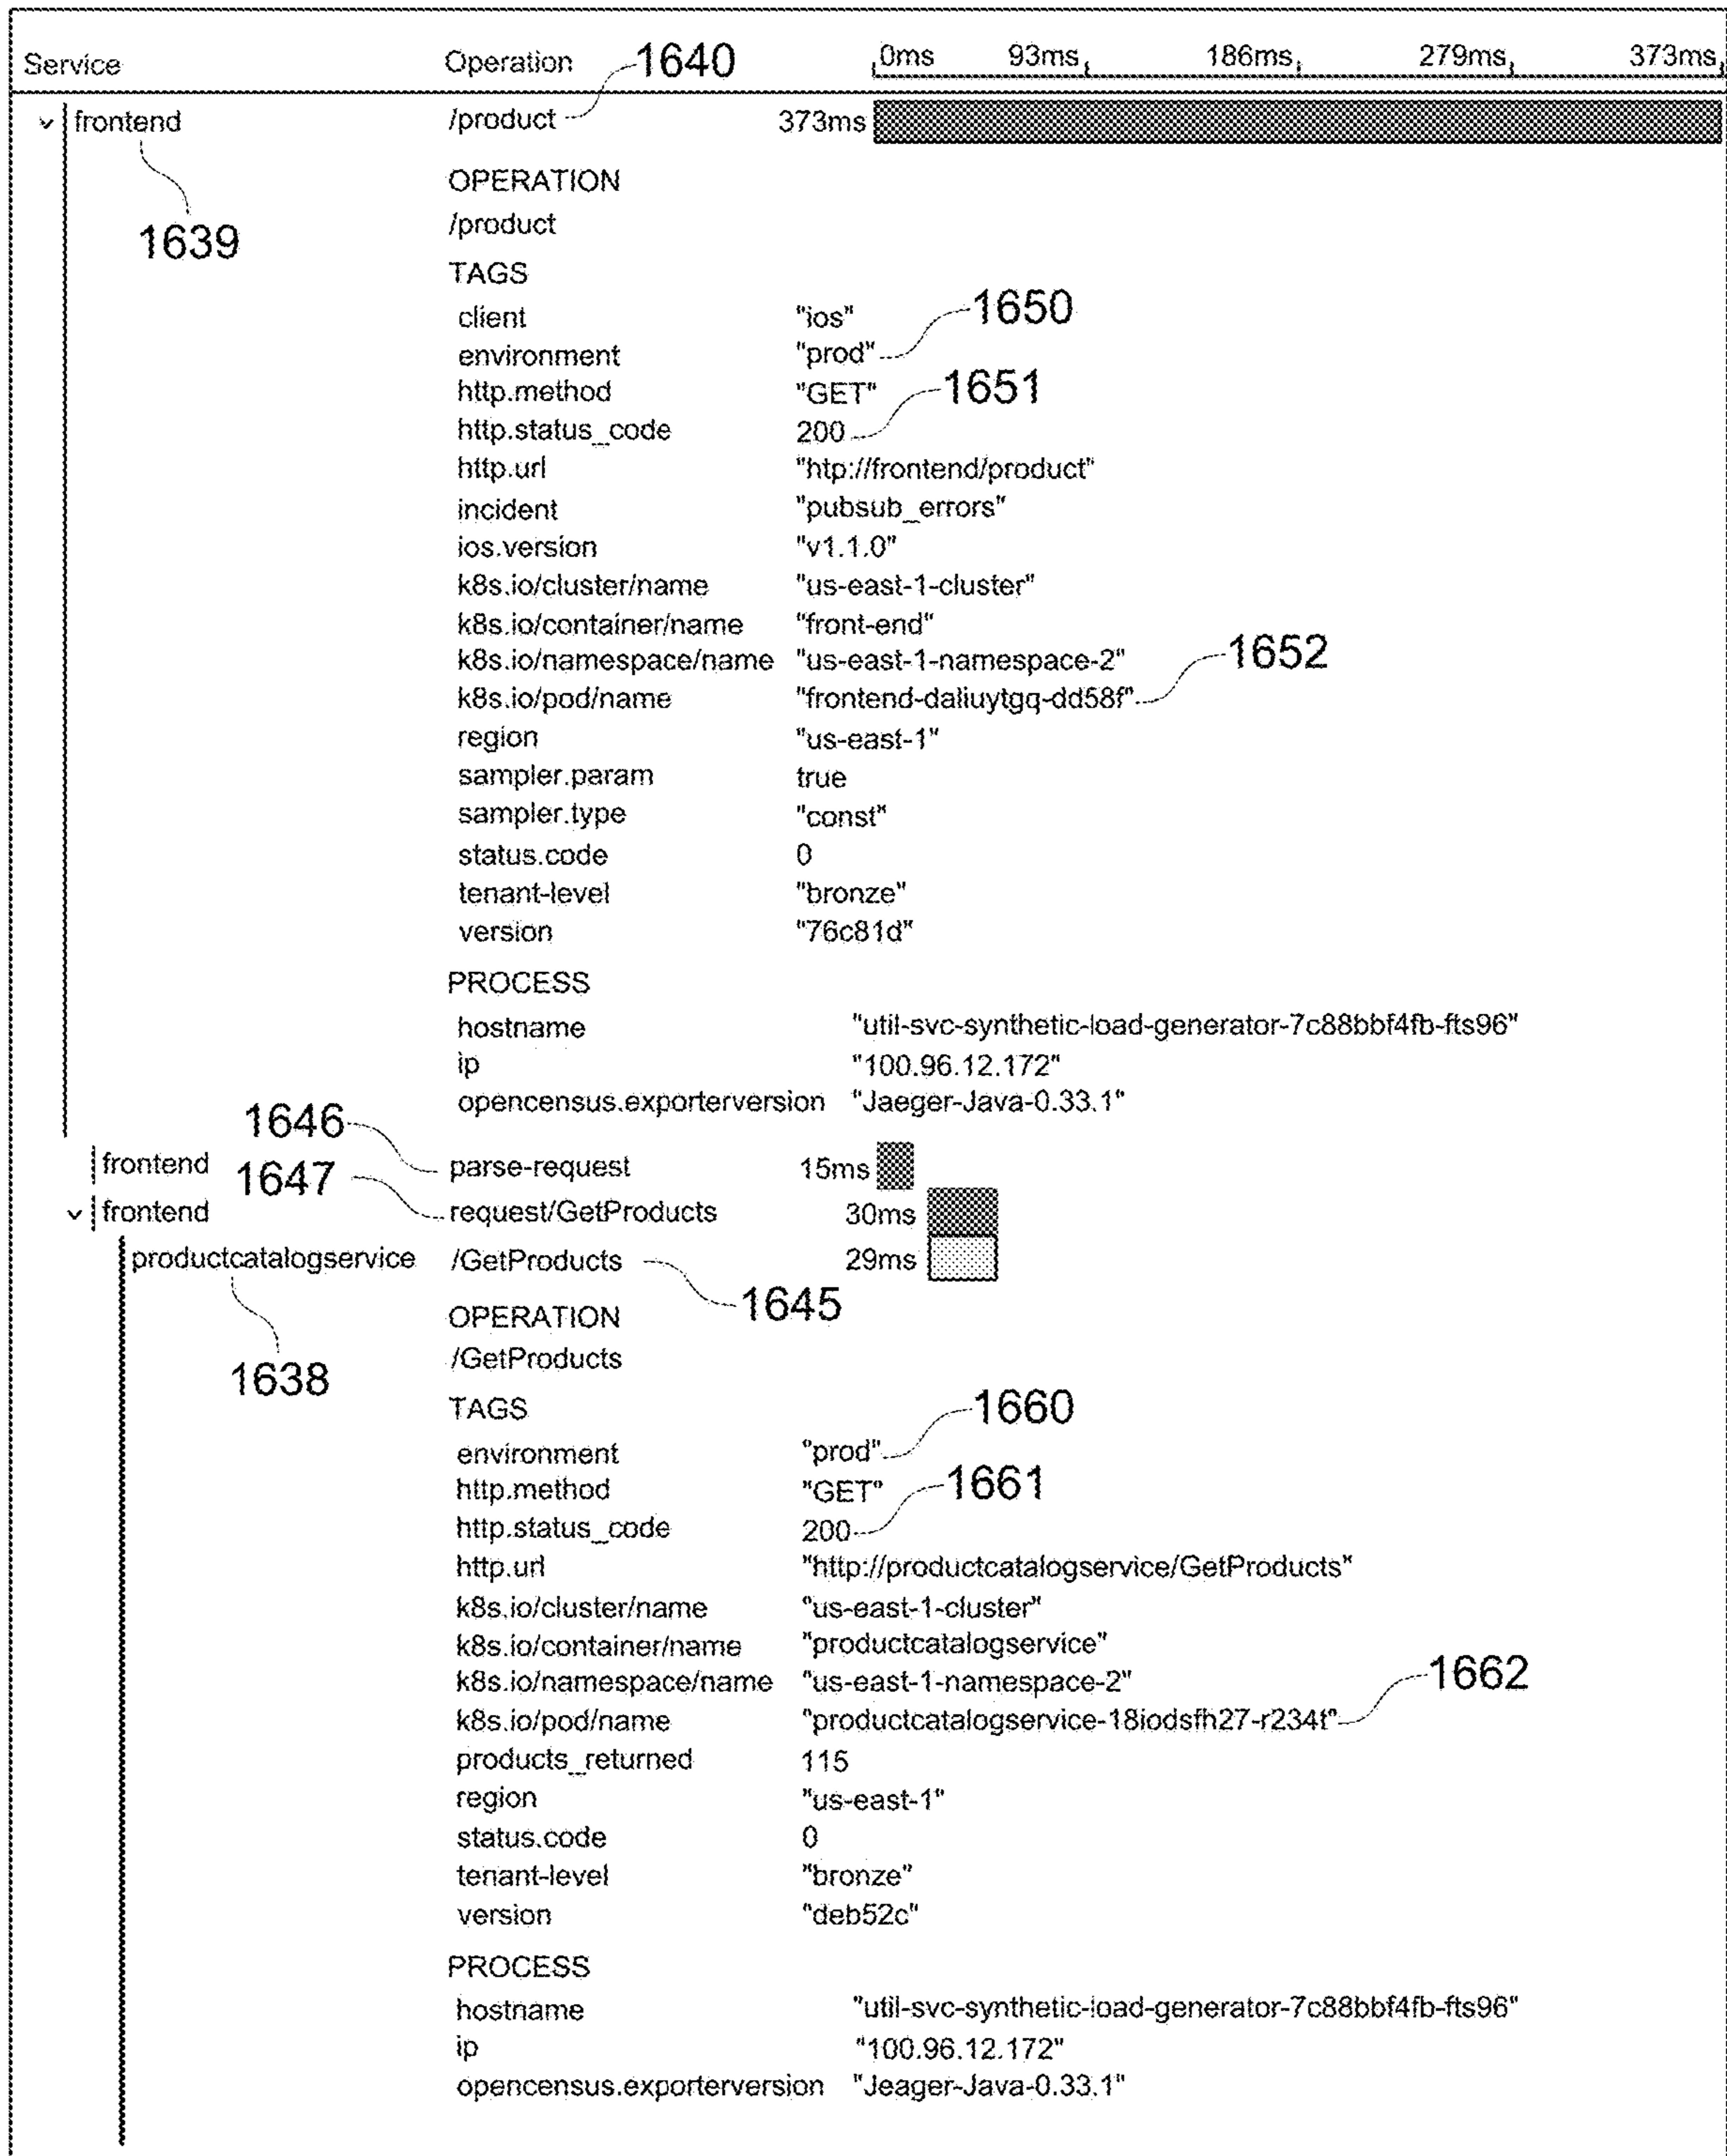 Service Operation 1640 0ms 93ms 186ms 279ms 373ms
frontend /product 373ms
OPERATION
1639 /product
TAGS
client "ios" 1650
environment "prod"
http.method "GET" 1651
http.status_code 200
http.url "htp://frontend/product"
incident "pubsub_errors"
ios.version "v1.1.0"
k8s.io/cluster/name "us-east-1-cluster"
k8s.io/container/name "front-end"
k8s.io/namespace/name "us-east-1-namespace-2" 1652
k8s.io/pod/name "frontend-daliuytgq-dd58f"
region "us-east-1"
sampler.param true
sampler.type "const"
status.code 0
tenant-level "bronze"
version "76c81d"
PROCESS
hostname "util-svc-synthetic-load-generator-7c88bbf4fb-fts96"
ip "100.96.12.172"
opencensus.exporterversion "Jaeger-Java-0.33.1"
1646
frontend parse-request 15ms
1647
frontend request/GetProducts 30ms
productcatalogservice /GetProducts 29ms
1645
OPERATION
/GetProducts
1638
TAGS 1660
environment "prod"
http.method "GET" 1661
http.status_code 200
http.url "http://productcatalogservice/GetProducts"
k8s.io/cluster/name "us-east-1-cluster"
k8s.io/container/name "productcatalogservice"
k8s.io/namespace/name "us-east-1-namespace-2" 1662
k8s.io/pod/name "productcatalogservice-18iodsfh27-r234t"
products_returned 115
region "us-east-1"
status.code 0
tenant-level "bronze"
version "deb52c"
PROCESS
hostname "util-svc-synthetic-load-generator-7c88bbf4fb-fts96"
ip "100.96.12.172"
opencensus.exporterversion "Jeager-Java-0.33.1"